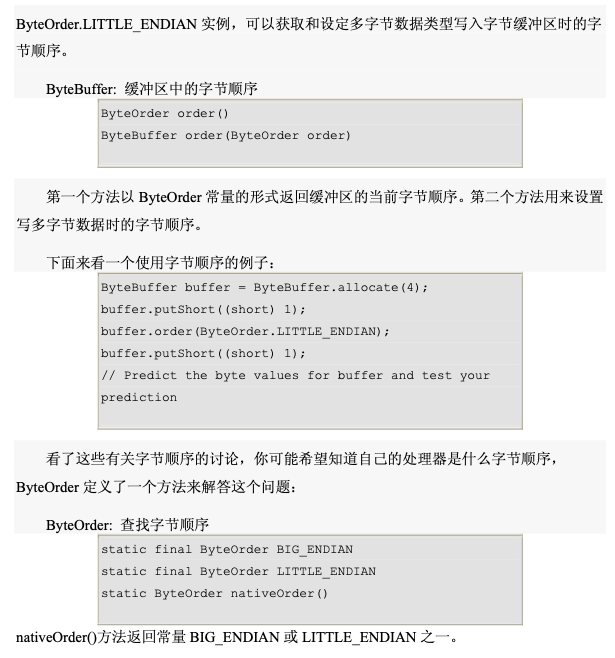 ByteOrder.LITTLE_ENDIAN 实例，可以获取和设定多字节数据类型写入字节缓冲区时的字
节顺序。
ByteBuffer: 缓冲区中的字节顺序
ByteOrder order()
ByteBuffer order(ByteOrder order)
第一个方法以 ByteOrder 常量的形式返回缓冲区的当前字节顺序。第二个方法用来设置
写多字节数据时的字节顺序。
下面来看一个使用字节顺序的例子：
ByteBuffer buffer = ByteBuffer.allocate(4);
buffer.putShort((short) 1);
buffer.order(ByteOrder.LITTLE_ENDIAN);
buffer.putShort((short) 1);
// Predict the byte values for buffer and test your
prediction
看了这些有关字节顺序的讨论，你可能希望知道自己的处理器是什么字节顺序，
ByteOrder 定义了一个方法来解答这个问题：
ByteOrder: 查找字节顺序
static final ByteOrder BIG_ENDIAN
static final ByteOrder LITTLE_ENDIAN
static ByteOrder nativeOrder()
nativeOrder()方法返回常量 BIG_ENDIAN 或 LITTLE_ENDIAN 之一。